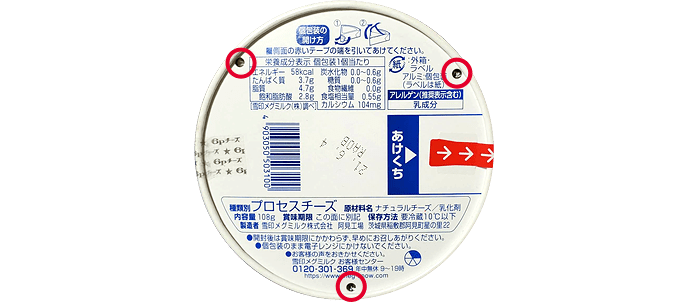 個包装の
開け方
①
②
側面の赤いテープの端を引いてあけてください。
栄養成分表示 個包装1個当たり
エネルギー 58kcal 炭水化物 0.0~0.6g
たんぱく質 3.7g 糖質 0.0~0.6g
脂質 4.7g 食物繊維 0.0g
飽和脂肪酸 2.8g 食塩相当量 0.55g
雪印メグミルク(株)調べ カルシウム 104mg
紙
:外箱・
ラベル
アルミ:個包装
(ラベルは紙)
アレルゲン(推奨表示含む)
乳成分
6Pチーズ
★ 6
4903050503100
あけくち
種類別 プロセスチーズ 原材料名 ナチュラルチーズ/乳化剤
内容量 108g 賞味期限 この面に別記 保存方法 要冷蔵10℃以下
製造者 雪印メグミルク株式会社 阿見工場 茨城県稲敷郡阿見町星の里22
●開封後は賞味期限にかかわらず、早めにお召しあがりください。
●個包装のまま電子レンジにかけないでください。
●お客様の声をおきかせください。
雪印メグミルク お客様センター
0120-301-369 年中無休 9~19時